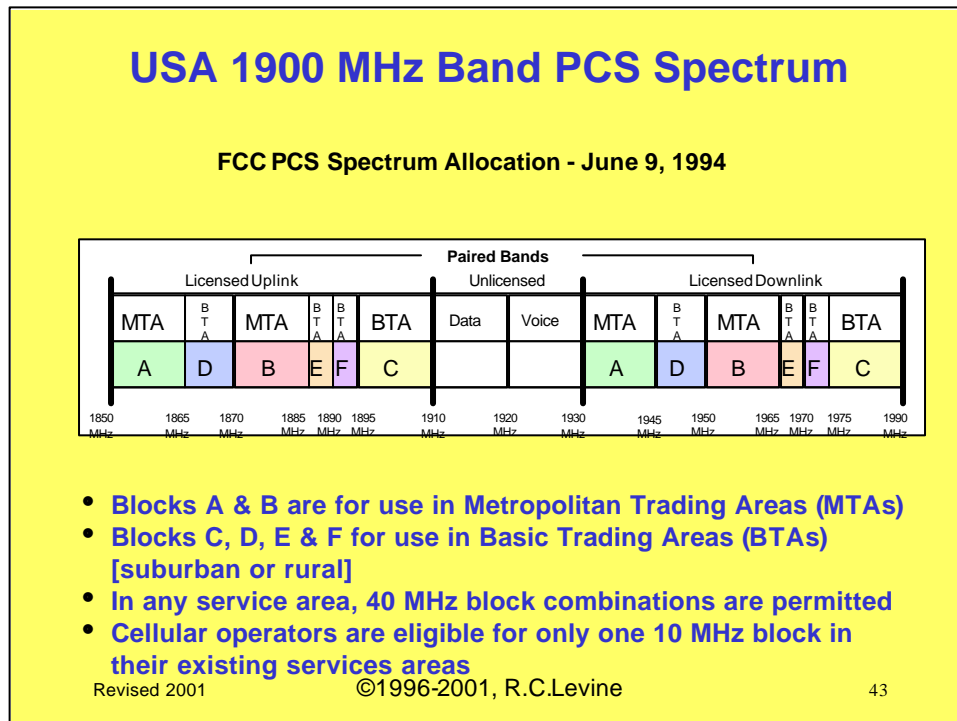 USA 1900 MHz Band PCS Spectrum
FCC PCS Spectrum Allocation - June 9, 1994
Paired Bands
Licensed Uplink Unlicensed Licensed Downlink
MTA BTA MTA BTA BTA BTA Data Voice MTA BTA MTA BTA BTA BTA
A D B E F C A D B E F C
1850 MHz 1865 MHz 1870 MHz 1885 MHz 1890 MHz 1895 MHz 1910 MHz 1920 MHz 1930 MHz 1945 MHz 1950 MHz 1965 MHz 1970 MHz 1975 MHz 1990 MHz
• Blocks A & B are for use in Metropolitan Trading Areas (MTAs)
• Blocks C, D, E & F for use in Basic Trading Areas (BTAs)
[suburban or rural]
• In any service area, 40 MHz block combinations are permitted
• Cellular operators are eligible for only one 10 MHz block in
their existing services areas
Revised 2001 ©1996-2001, R.C.Levine 43